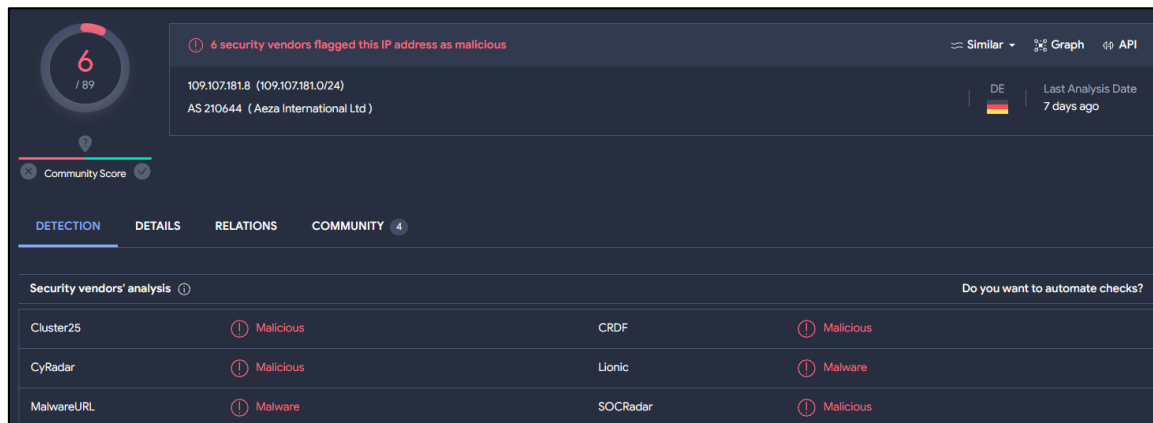 6
/ 89
Community Score
6 security vendors flagged this IP address as malicious
Similar
Graph
API
109.107.181.8 (109.107.181.0/24)
AS 210644 ( Aeza International Ltd )
DE
Last Analysis Date
7 days ago
DETECTION DETAILS RELATIONS COMMUNITY 4
Security vendors' analysis Do you want to automate checks?
Cluster25 Malicious CRDF Malicious
CyRadar Malicious Lionic Malware
MalwareURL Malware SOCRadar Malicious